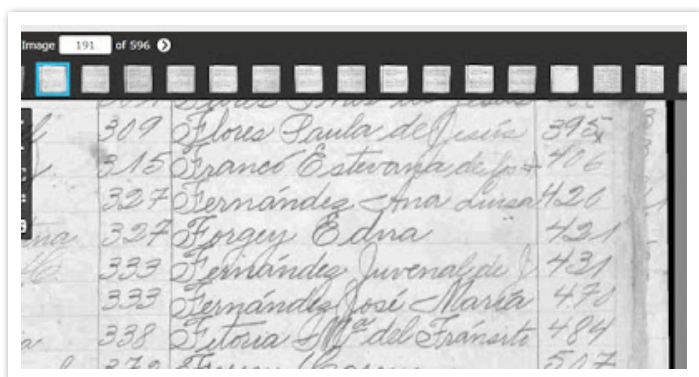 Image 191 of 596
309 Flores Paula de Jesús 395
315 Franco Estevana de 406
327 Fernández Ana Luisa 420
327 Forgey Edna 421
333 Fernández Juvenal de J. 431
333 Fernández José María 470
338 Fitoria Mª del Tránsito 484
507